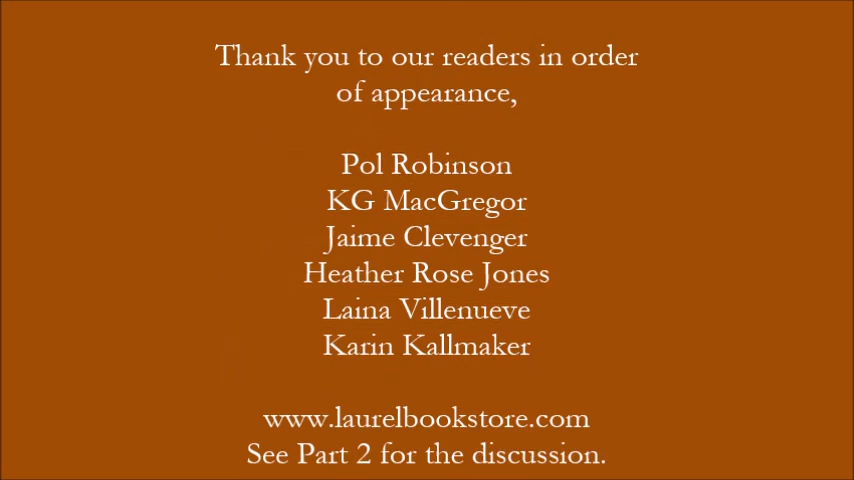 Thank you to our readers in order
of appearance,
Pol Robinson
KG MacGregor
Jaime Clevenger
Heather Rose Jones
Laina Villenueve
Karin Kallmaker
www.laurelbookstore.com
See Part 2 for the discussion.